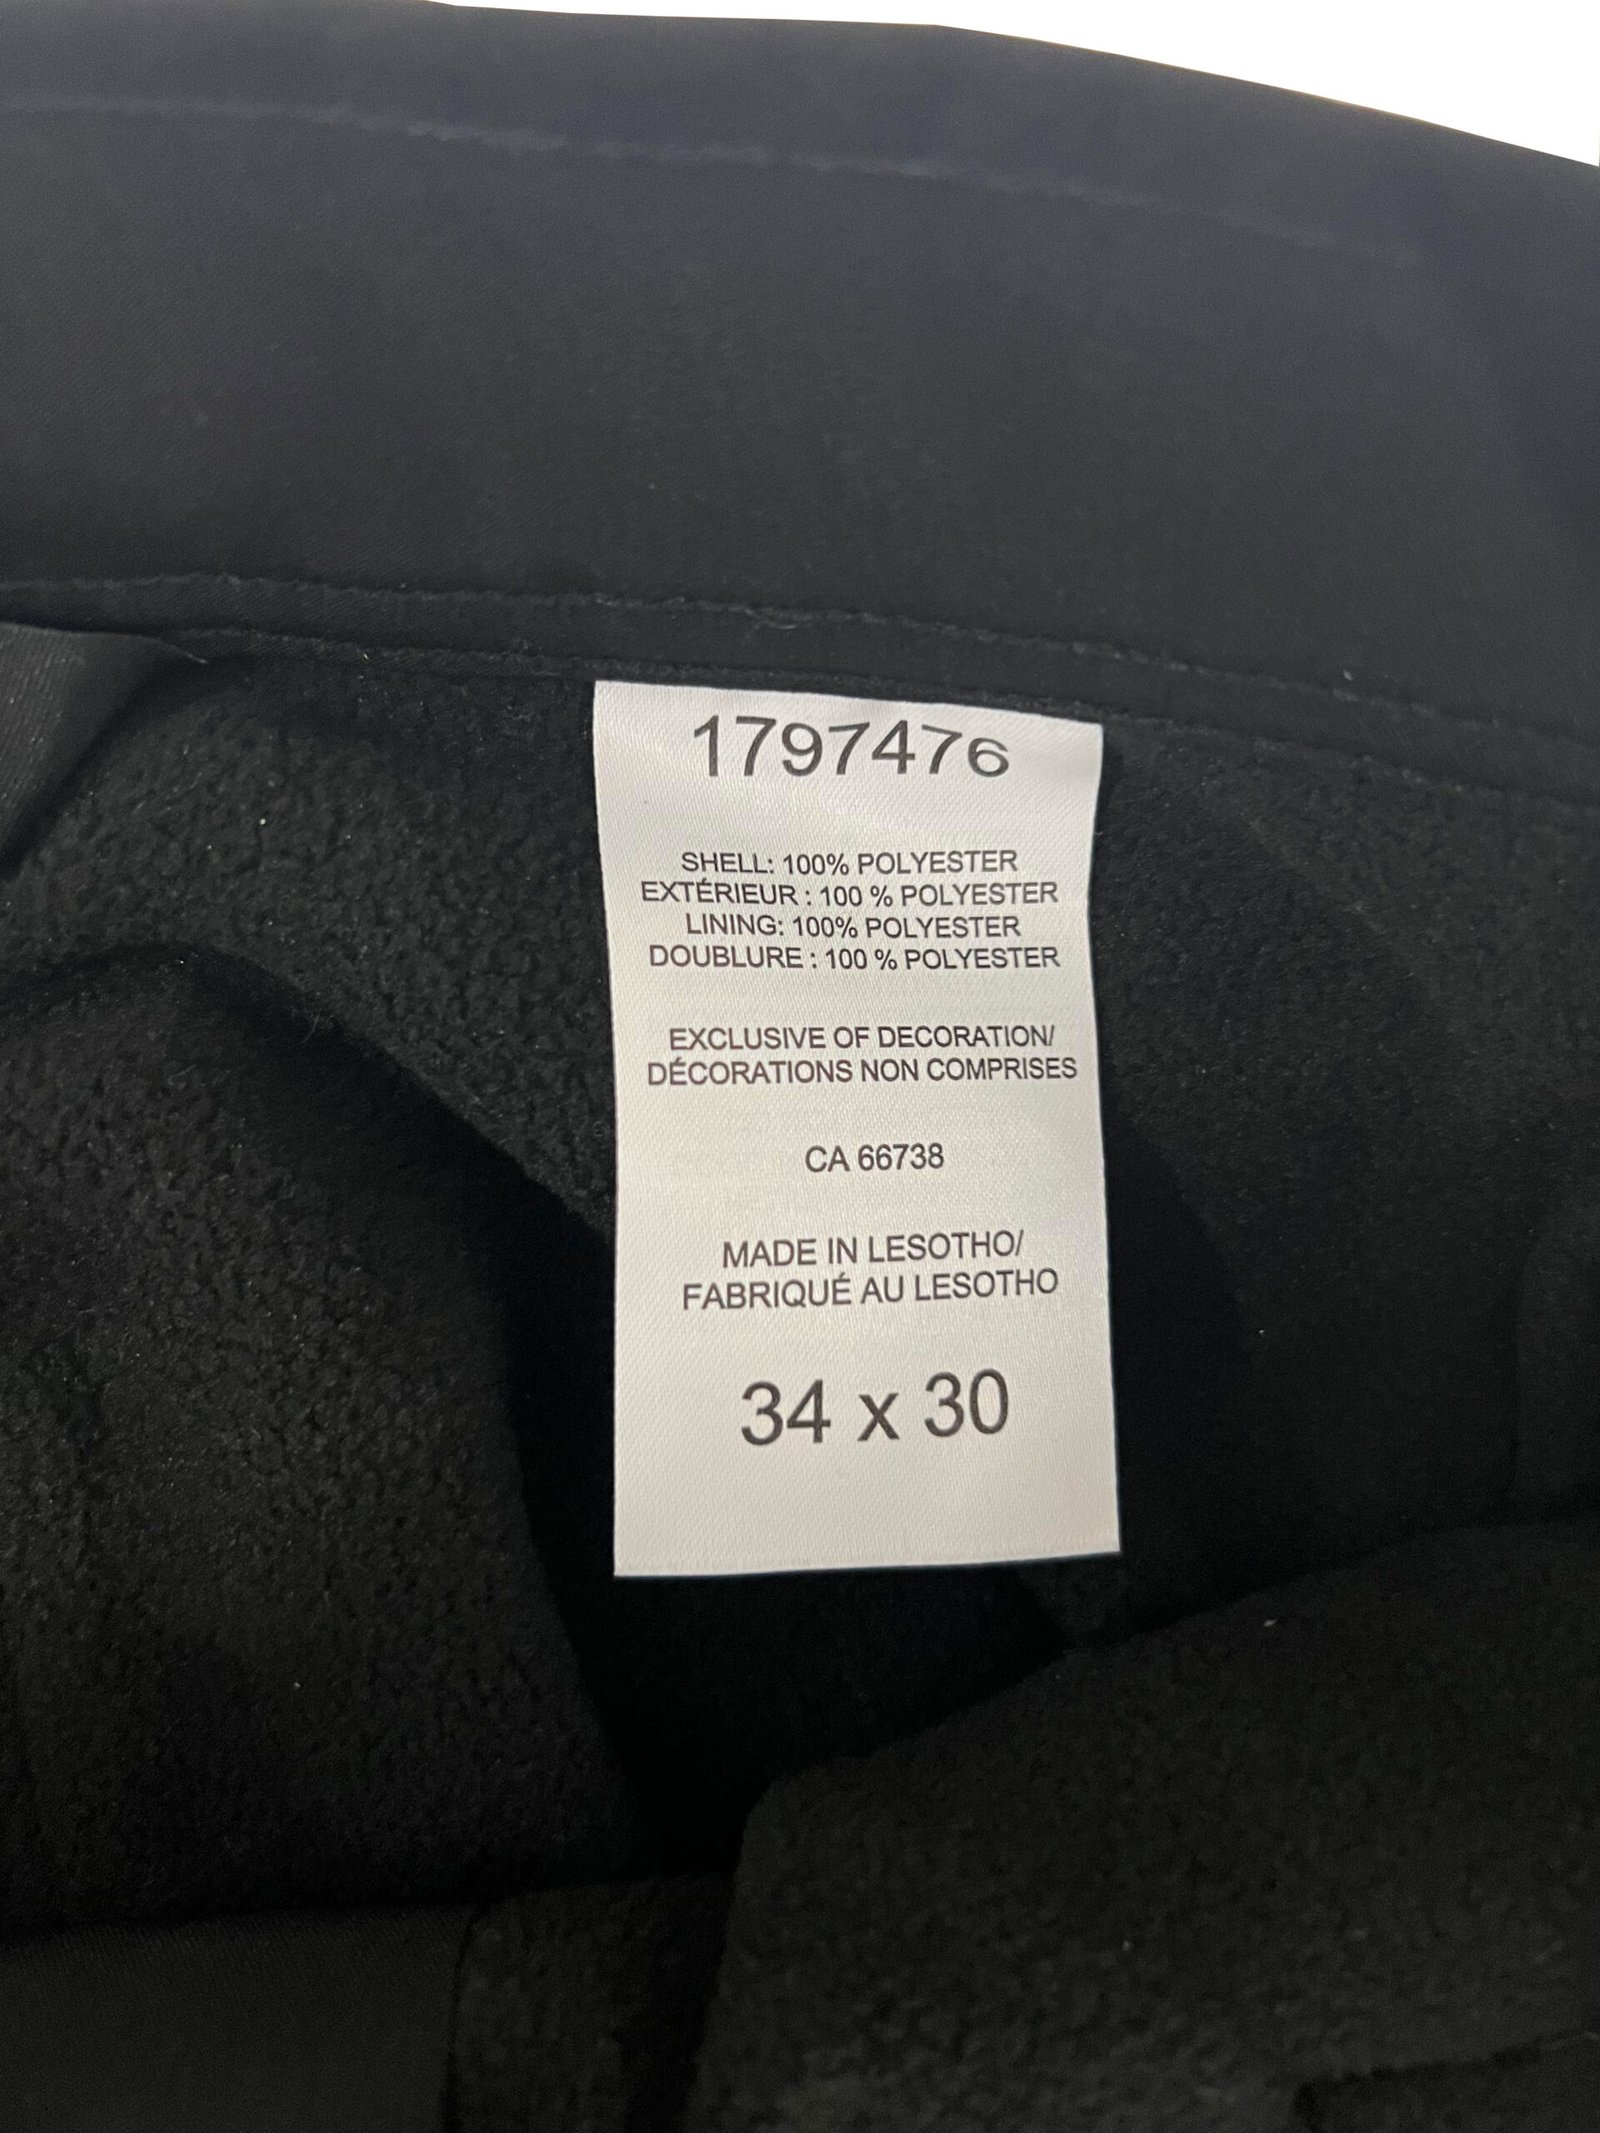 1797476
SHELL: 100% POLYESTER
EXTÉRIEUR : 100 % POLYESTER
LINING: 100% POLYESTER
DOUBLURE : 100 % POLYESTER
EXCLUSIVE OF DECORATION/
DÉCORATIONS NON COMPRISES
CA 66738
MADE IN LESOTHO/
FABRIQUÉ AU LESOTHO
34 x 30